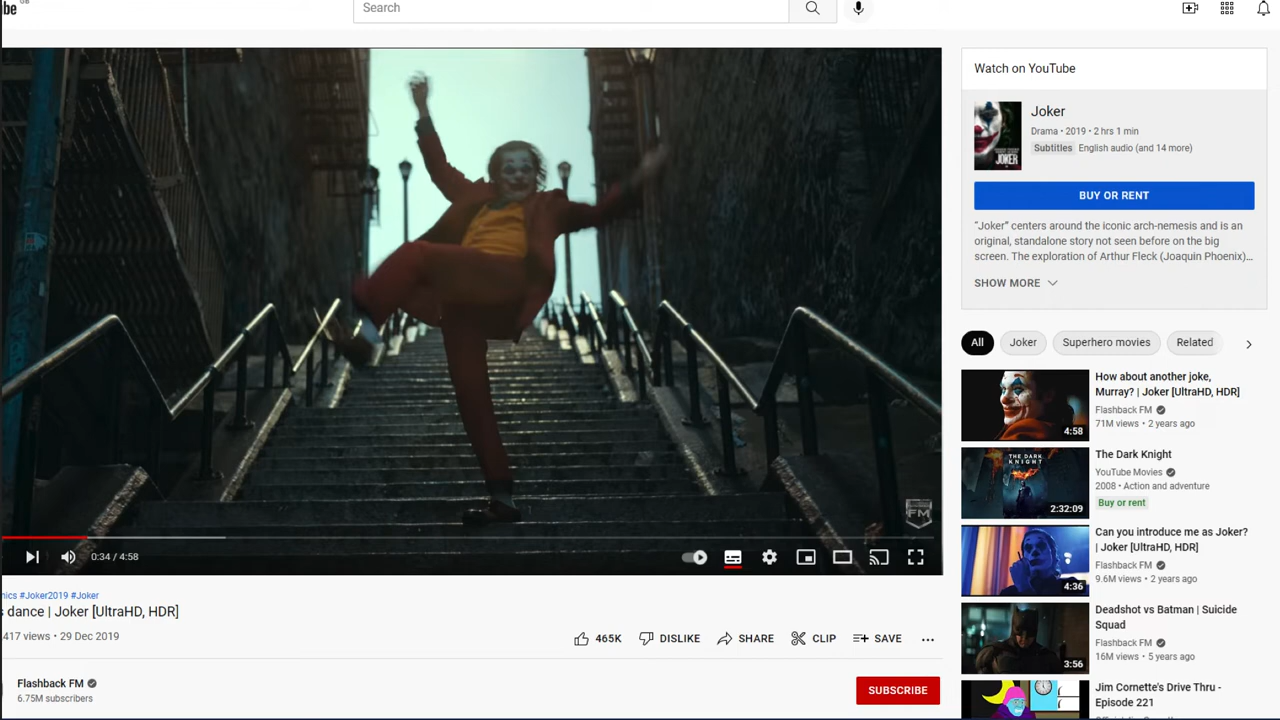 be GB
Search
Watch on YouTube
Joker
Drama • 2019 • 2 hrs 1 min
Subtitles English audio (and 14 more)
BUY OR RENT
"Joker" centers around the iconic arch-nemesis and is an
original, standalone story not seen before on the big
screen. The exploration of Arthur Fleck (Joaquin Phoenix)...
SHOW MORE
All Joker Superhero movies Related
How about another joke,
Murray? | Joker [UltraHD, HDR]
Flashback FM
71M views • 2 years ago
4:58
THE DARK
KNIGHT
2:32:09
The Dark Knight
YouTube Movies
2008 • Action and adventure
Buy or rent
Can you introduce me as Joker?
| Joker [UltraHD, HDR]
Flashback FM
9.6M views • 2 years ago
4:36
Deadshot vs Batman | Suicide
Squad
Flashback FM
16M views • 5 years ago
3:56
Jim Cornette's Drive Thru -
Episode 221
JOKER
FM
0:34 / 4:58
nics #Joker2019 #Joker
s dance | Joker [UltraHD, HDR]
417 views • 29 Dec 2019
465K DISLIKE SHARE CLIP SAVE
Flashback FM
6.75M subscribers
SUBSCRIBE